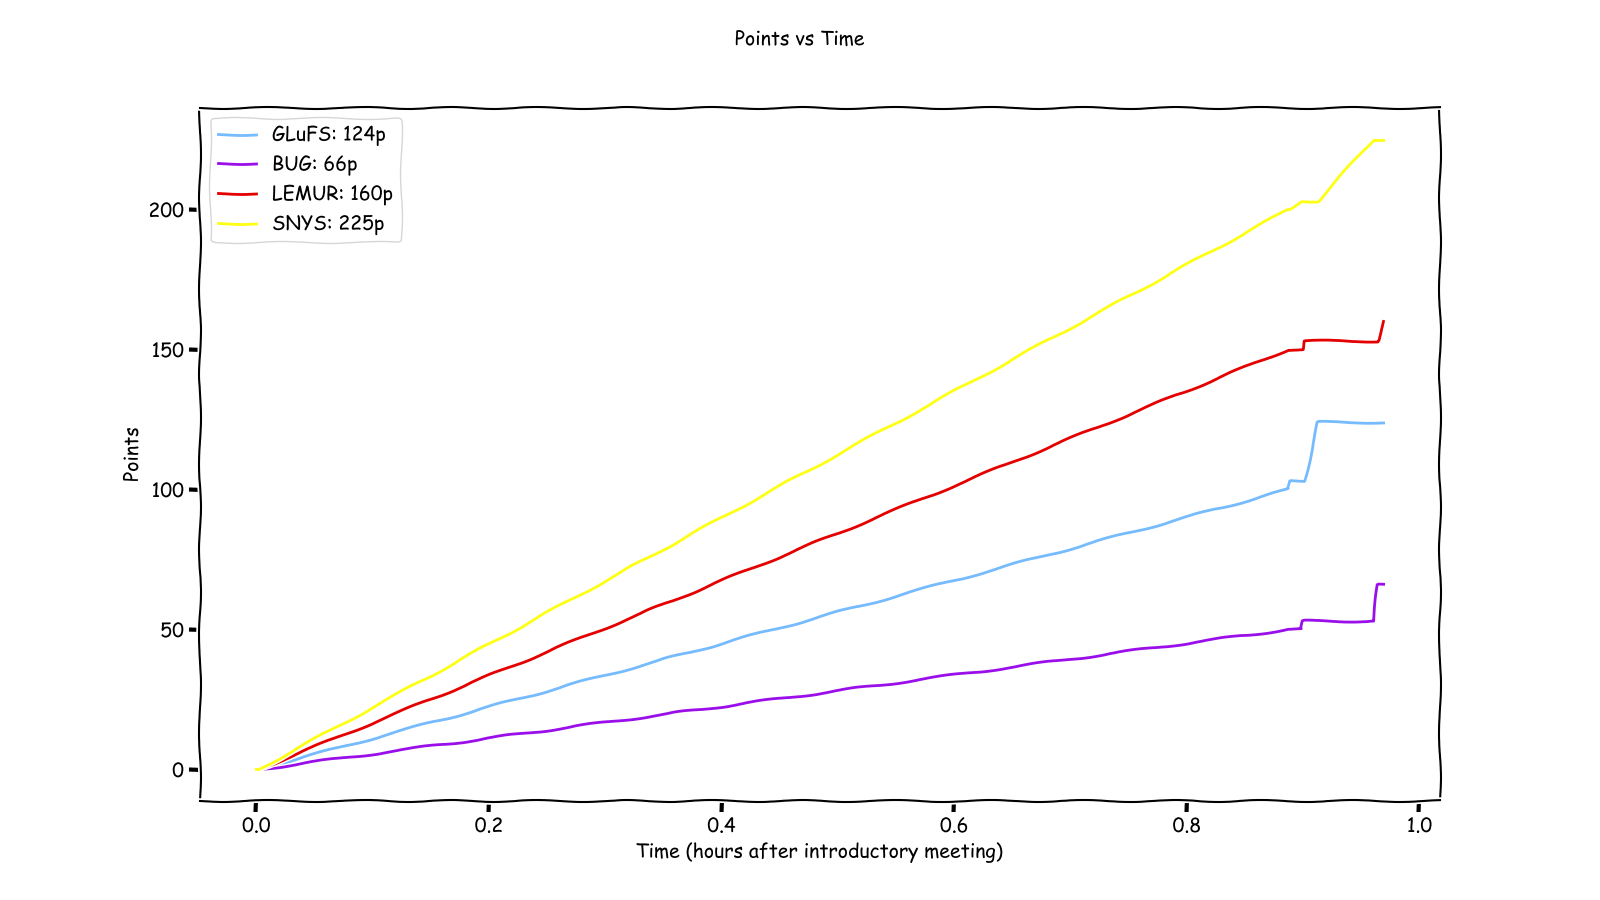 Points vs Time
GLuFS: 124p
BUG: 66p
LEMUR: 160p
SNYS: 225p
Points
200
150
100
50
0
0.0 0.2 0.4 0.6 0.8 1.0
Time (hours after introductory meeting)